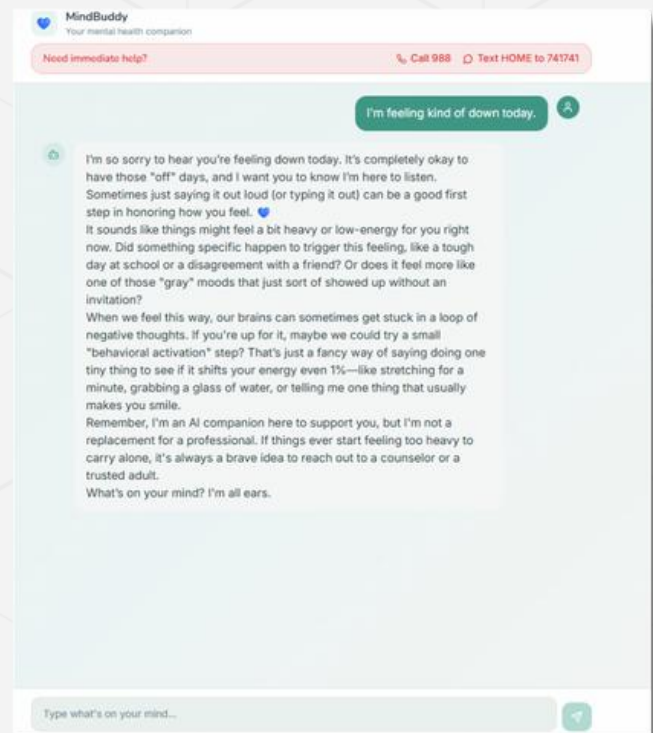 MindBuddy
Your mental health companion
Need immediate help?
Call 988
Text HOME to 741741
I'm feeling kind of down today.
I'm so sorry to hear you're feeling down today. It's completely okay to
have those "off" days, and I want you to know I'm here to listen.
Sometimes just saying it out loud (or typing it out) can be a good first
step in honoring how you feel. 💙
It sounds like things might feel a bit heavy or low-energy for you right
now. Did something specific happen to trigger this feeling, like a tough
day at school or a disagreement with a friend? Or does it feel more like
one of those "gray" moods that just sort of showed up without an
invitation?
When we feel this way, our brains can sometimes get stuck in a loop of
negative thoughts. If you're up for it, maybe we could try a small
"behavioral activation" step? That's just a fancy way of saying doing one
tiny thing to see if it shifts your energy even 1%—like stretching for a
minute, grabbing a glass of water, or telling me one thing that usually
makes you smile.
Remember, I'm an AI companion here to support you, but I'm not a
replacement for a professional. If things ever start feeling too heavy to
carry alone, it's always a brave idea to reach out to a counselor or a
trusted adult.
What's on your mind? I'm all ears.
Type what's on your mind...